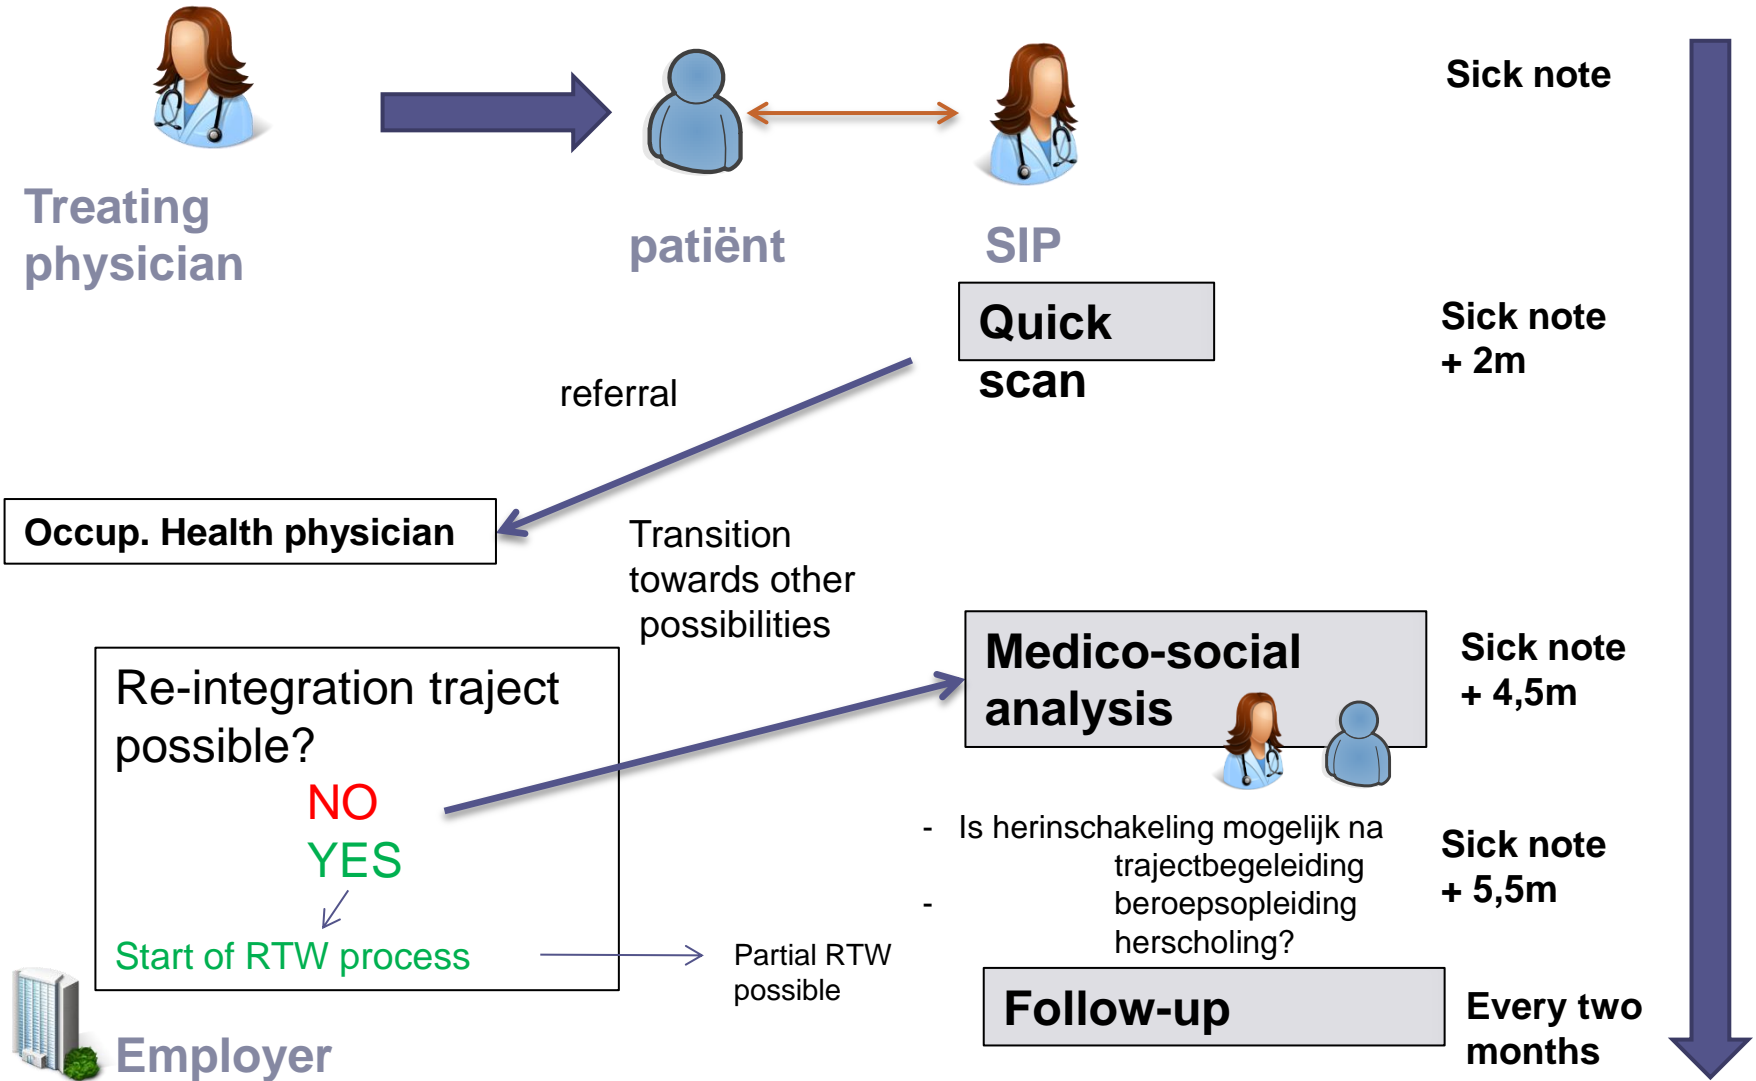 Sick note
Treating
physician
patiënt
SIP
Quick
scan
Sick note
+ 2m
referral
Occup. Health physician
Transition
towards other
possibilities
Re-integration traject
possible?
NO
YES
Start of RTW process
Partial RTW
possible
Medico-social
analysis
Sick note
+ 4,5m
- Is herinschakeling mogelijk na
trajectbegeleiding
- beroepsopleiding
herscholing?
Sick note
+ 5,5m
Follow-up
Every two
months
Employer